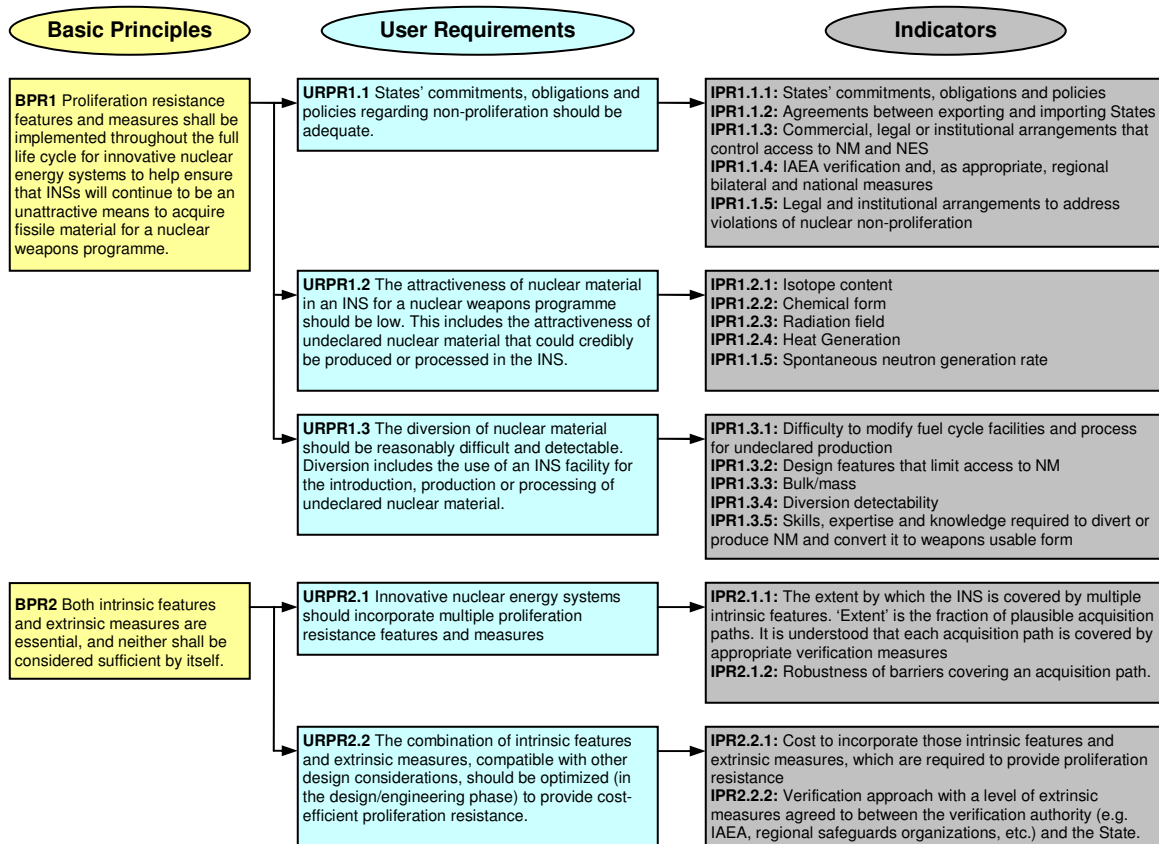 Basic Principles
User Requirements
Indicators
BPR1 Proliferation resistance
features and measures shall be
implemented throughout the full
life cycle for innovative nuclear
energy systems to help ensure
that INSs will continue to be an
unattractive means to acquire
fissile material for a nuclear
weapons programme.
URPR1.1 States' commitments, obligations and
policies regarding non-proliferation should be
adequate.
IPR1.1.1: States' commitments, obligations and policies
IPR1.1.2: Agreements between exporting and importing States
IPR1.1.3: Commercial, legal or institutional arrangements that
control access to NM and NES
IPR1.1.4: IAEA verification and, as appropriate, regional
bilateral and national measures
IPR1.1.5: Legal and institutional arrangements to address
violations of nuclear non-proliferation
URPR1.2 The attractiveness of nuclear material
in an INS for a nuclear weapons programme
should be low. This includes the attractiveness of
undeclared nuclear material that could credibly
be produced or processed in the INS.
IPR1.2.1: Isotope content
IPR1.2.2: Chemical form
IPR1.2.3: Radiation field
IPR1.2.4: Heat Generation
IPR1.1.5: Spontaneous neutron generation rate
URPR1.3 The diversion of nuclear material
should be reasonably difficult and detectable.
Diversion includes the use of an INS facility for
the introduction, production or processing of
undeclared nuclear material.
IPR1.3.1: Difficulty to modify fuel cycle facilities and process
for undeclared production
IPR1.3.2: Design features that limit access to NM
IPR1.3.3: Bulk/mass
IPR1.3.4: Diversion detectability
IPR1.3.5: Skills, expertise and knowledge required to divert or
produce NM and convert it to weapons usable form
BPR2 Both intrinsic features
and extrinsic measures are
essential, and neither shall be
considered sufficient by itself.
URPR2.1 Innovative nuclear energy systems
should incorporate multiple proliferation
resistance features and measures
IPR2.1.1: The extent by which the INS is covered by multiple
intrinsic features. 'Extent' is the fraction of plausible acquisition
paths. It is understood that each acquisition path is covered by
appropriate verification measures
IPR2.1.2: Robustness of barriers covering an acquisition path.
URPR2.2 The combination of intrinsic features
and extrinsic measures, compatible with other
design considerations, should be optimized (in
the design/engineering phase) to provide cost-
efficient proliferation resistance.
IPR2.2.1: Cost to incorporate those intrinsic features and
extrinsic measures, which are required to provide proliferation
resistance
IPR2.2.2: Verification approach with a level of extrinsic
measures agreed to between the verification authority (e.g.
IAEA, regional safeguards organizations, etc.) and the State.